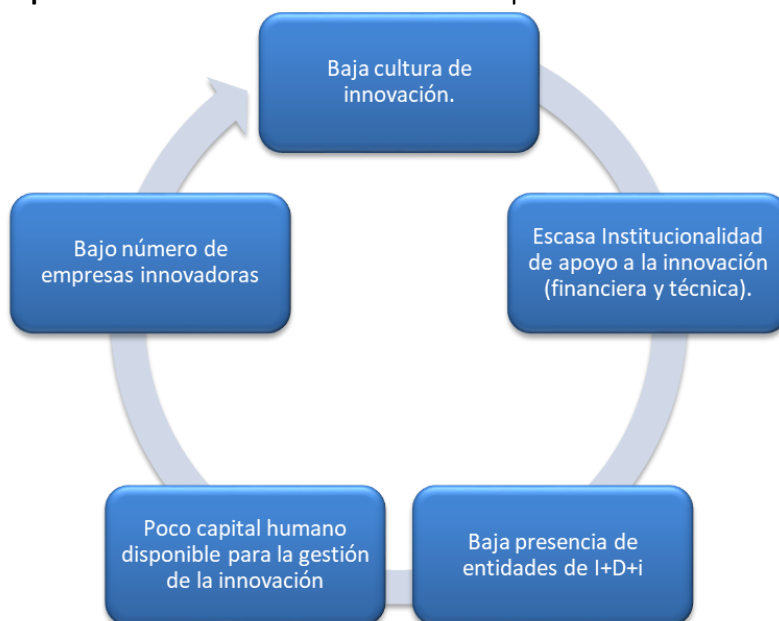 Baja cultura de
innovación.
Escasa Institucionalidad
de apoyo a la innovación
(financiera y técnica).
Baja presencia de
entidades de I+D+i
Poco capital humano
disponible para la gestión
de la innovación
Bajo número de
empresas innovadoras